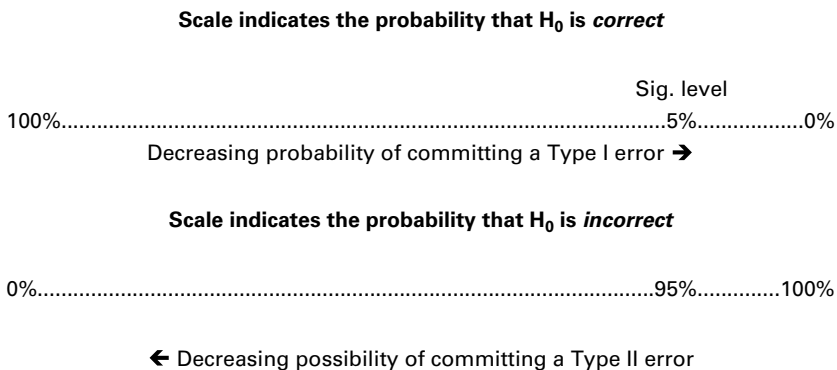 Scale indicates the probability that H₀ is correct
Sig. level
100%..............................................................................................................5%..................0%
Decreasing probability of committing a Type I error ➔
Scale indicates the probability that H₀ is incorrect
0%..............................................................................................................95%..............100%
🡰 Decreasing possibility of committing a Type II error